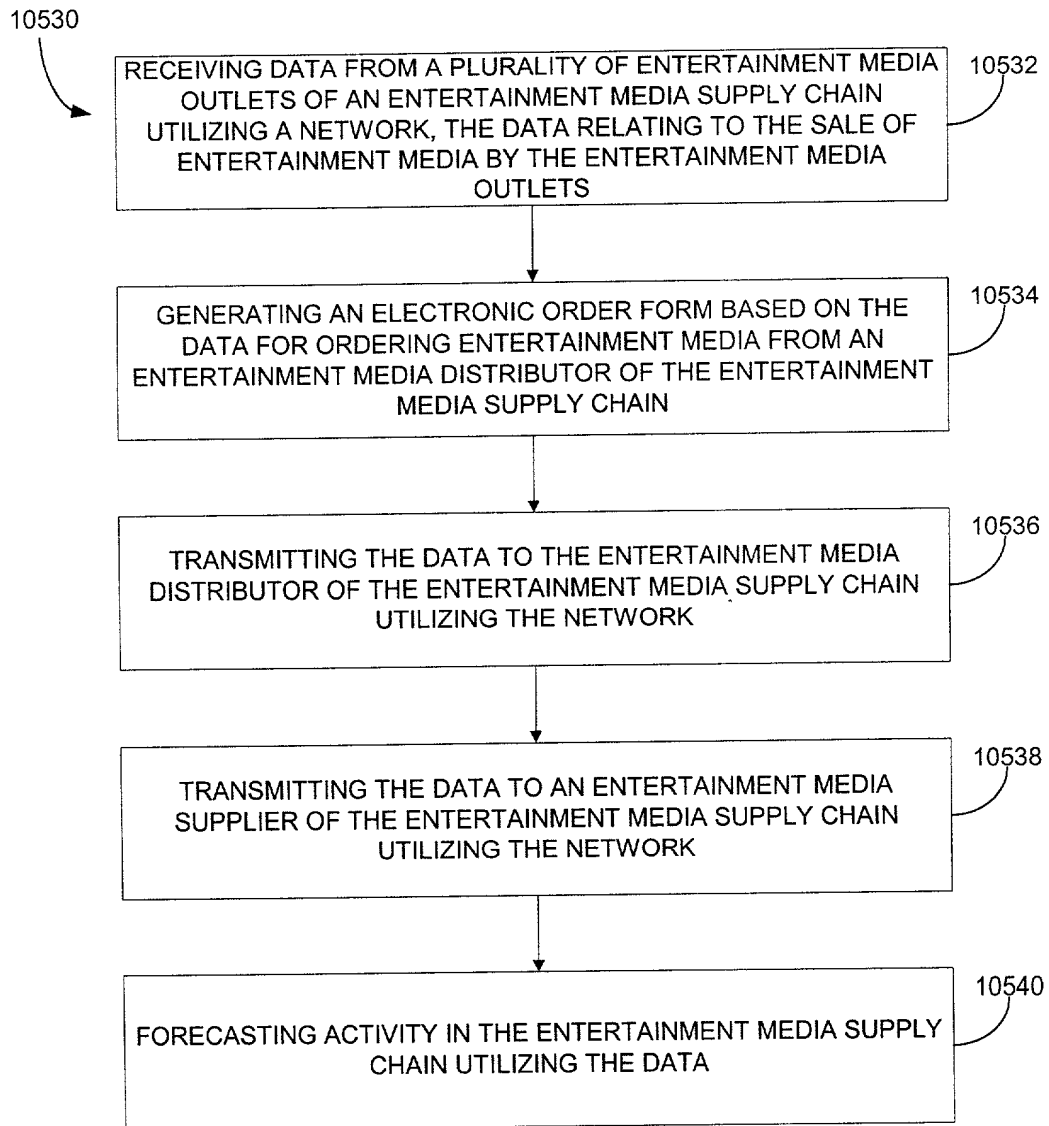 10530
RECEIVING DATA FROM A PLURALITY OF ENTERTAINMENT MEDIA
OUTLETS OF AN ENTERTAINMENT MEDIA SUPPLY CHAIN
UTILIZING A NETWORK, THE DATA RELATING TO THE SALE OF
ENTERTAINMENT MEDIA BY THE ENTERTAINMENT MEDIA
OUTLETS
10532
GENERATING AN ELECTRONIC ORDER FORM BASED ON THE
DATA FOR ORDERING ENTERTAINMENT MEDIA FROM AN
ENTERTAINMENT MEDIA DISTRIBUTOR OF THE ENTERTAINMENT
MEDIA SUPPLY CHAIN
10534
TRANSMITTING THE DATA TO THE ENTERTAINMENT MEDIA
DISTRIBUTOR OF THE ENTERTAINMENT MEDIA SUPPLY CHAIN
UTILIZING THE NETWORK
10536
TRANSMITTING THE DATA TO AN ENTERTAINMENT MEDIA
SUPPLIER OF THE ENTERTAINMENT MEDIA SUPPLY CHAIN
UTILIZING THE NETWORK
10538
FORECASTING ACTIVITY IN THE ENTERTAINMENT MEDIA SUPPLY
CHAIN UTILIZING THE DATA
10540